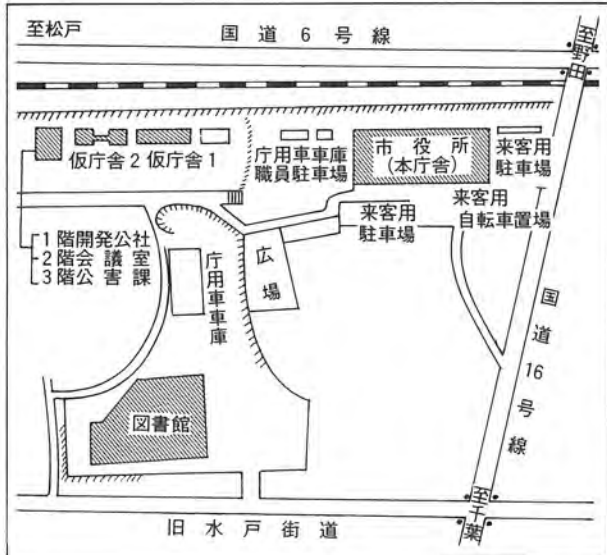 至松戸
国道6号線
至野田
仮庁舎2
仮庁舎1
庁用車車庫
職員駐車場
市役所
(本庁舎)
来客用
駐車場
来客用
自転車置場
来客用
駐車場
1階開発公社
2階会議室
3階公害課
庁用車車庫
広場
国道16号線
図書館
旧水戸街道
至千葉